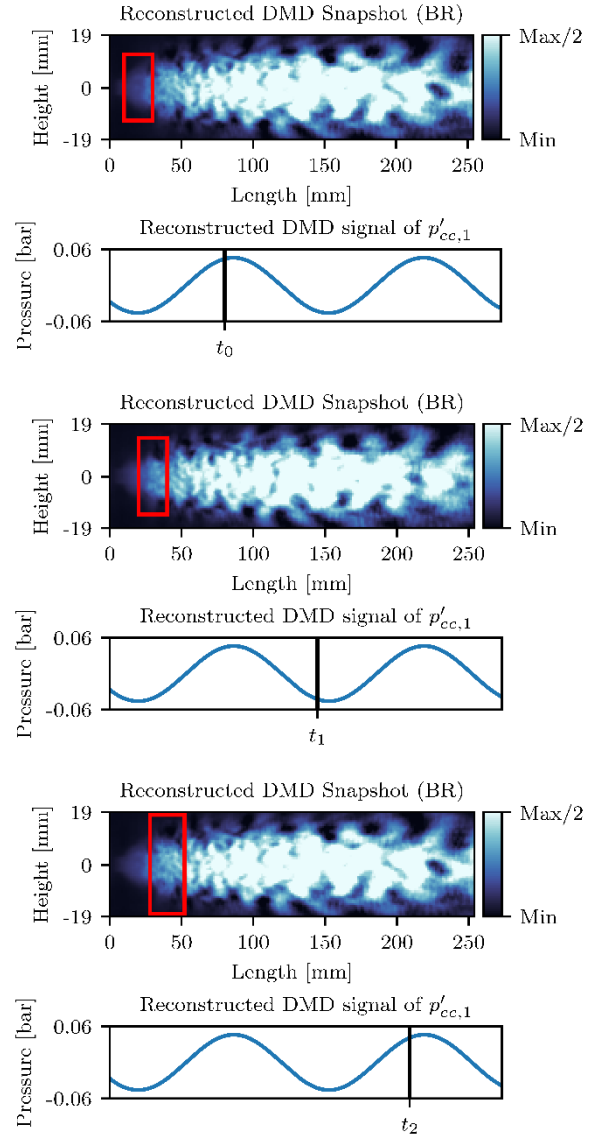 Reconstructed DMD Snapshot (BR)
19
0
-19
Height [mm]
0 50 100 150 200 250
Length [mm]
Max/2
Min
Reconstructed DMD signal of p′cc,1
0.06
-0.06
Pressure [bar]
t0
Reconstructed DMD Snapshot (BR)
19
0
-19
Height [mm]
0 50 100 150 200 250
Length [mm]
Max/2
Min
Reconstructed DMD signal of p′cc,1
0.06
-0.06
Pressure [bar]
t1
Reconstructed DMD Snapshot (BR)
19
0
-19
Height [mm]
0 50 100 150 200 250
Length [mm]
Max/2
Min
Reconstructed DMD signal of p′cc,1
0.06
-0.06
Pressure [bar]
t2